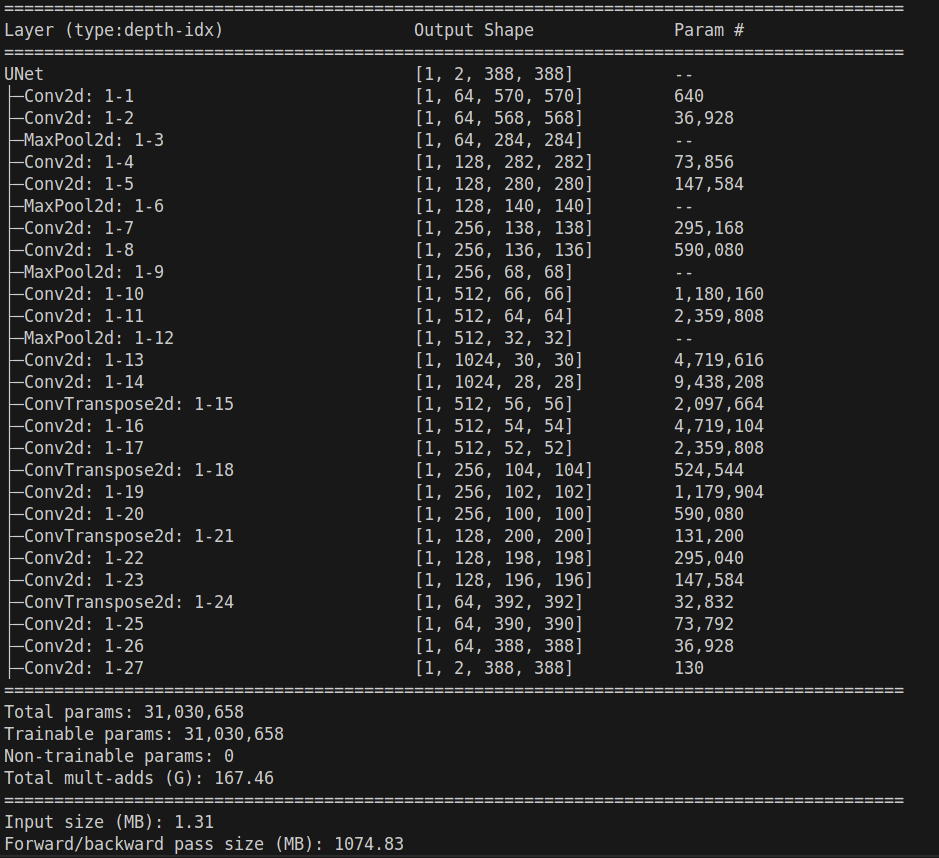 ==========================================================================================
Layer (type:depth-idx)                   Output Shape              Param #
==========================================================================================
UNet                                     [1, 2, 388, 388]          --
├─Conv2d: 1-1                            [1, 64, 570, 570]         640
├─Conv2d: 1-2                            [1, 64, 568, 568]         36,928
├─MaxPool2d: 1-3                         [1, 64, 284, 284]         --
├─Conv2d: 1-4                            [1, 128, 282, 282]        73,856
├─Conv2d: 1-5                            [1, 128, 280, 280]        147,584
├─MaxPool2d: 1-6                         [1, 128, 140, 140]        --
├─Conv2d: 1-7                            [1, 256, 138, 138]        295,168
├─Conv2d: 1-8                            [1, 256, 136, 136]        590,080
├─MaxPool2d: 1-9                         [1, 256, 68, 68]          --
├─Conv2d: 1-10                           [1, 512, 66, 66]          1,180,160
├─Conv2d: 1-11                           [1, 512, 64, 64]          2,359,808
├─MaxPool2d: 1-12                        [1, 512, 32, 32]          --
├─Conv2d: 1-13                           [1, 1024, 30, 30]         4,719,616
├─Conv2d: 1-14                           [1, 1024, 28, 28]         9,438,208
├─ConvTranspose2d: 1-15                  [1, 512, 56, 56]          2,097,664
├─Conv2d: 1-16                           [1, 512, 54, 54]          4,719,104
├─Conv2d: 1-17                           [1, 512, 52, 52]          2,359,808
├─ConvTranspose2d: 1-18                  [1, 256, 104, 104]        524,544
├─Conv2d: 1-19                           [1, 256, 102, 102]        1,179,904
├─Conv2d: 1-20                           [1, 256, 100, 100]        590,080
├─ConvTranspose2d: 1-21                  [1, 128, 200, 200]        131,200
├─Conv2d: 1-22                           [1, 128, 198, 198]        295,040
├─Conv2d: 1-23                           [1, 128, 196, 196]        147,584
├─ConvTranspose2d: 1-24                  [1, 64, 392, 392]         32,832
├─Conv2d: 1-25                           [1, 64, 390, 390]         73,792
├─Conv2d: 1-26                           [1, 64, 388, 388]         36,928
├─Conv2d: 1-27                           [1, 2, 388, 388]          130
==========================================================================================
Total params: 31,030,658
Trainable params: 31,030,658
Non-trainable params: 0
Total mult-adds (G): 167.46
==========================================================================================
Input size (MB): 1.31
Forward/backward pass size (MB): 1074.83